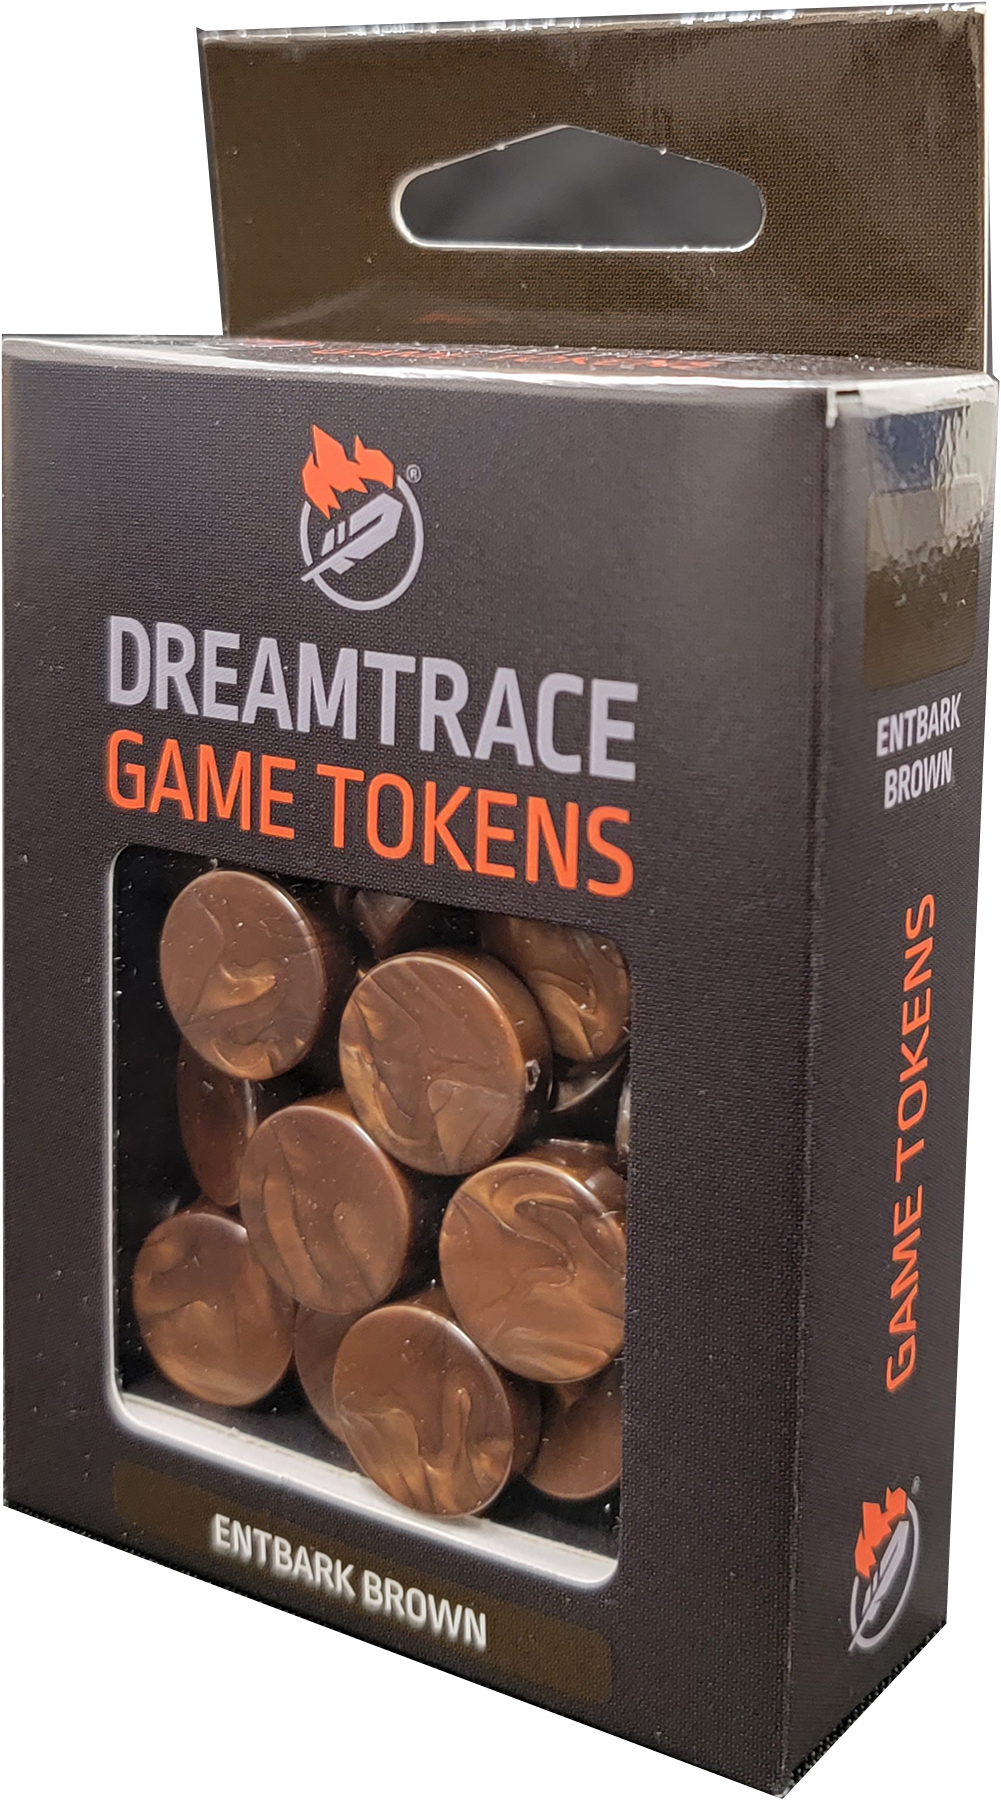 ®
DREAMTRACE
GAME TOKENS
ENTBARK BROWN
ENTBARK
BROWN
GAME TOKENS